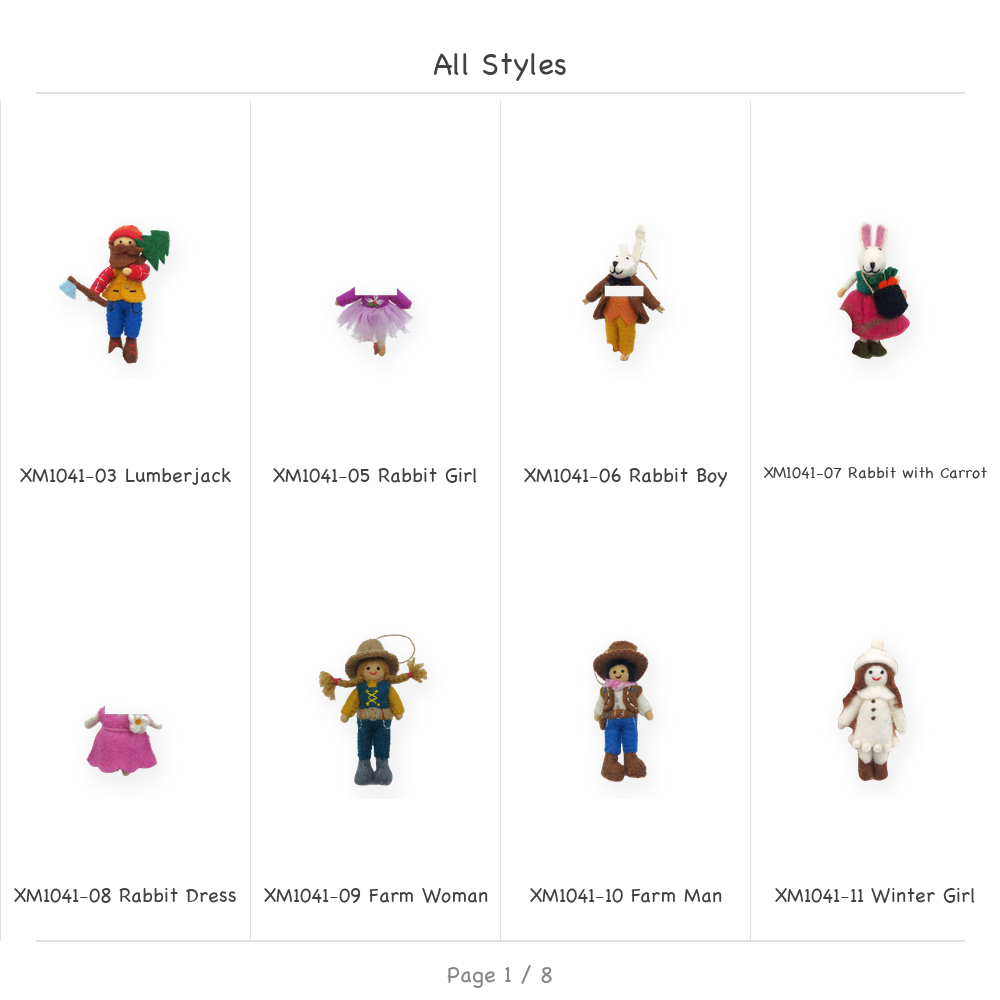 All Styles
XM1041-03 Lumberjack
XM1041-05 Rabbit Girl
XM1041-06 Rabbit Boy
XM1041-07 Rabbit with Carrot
XM1041-08 Rabbit Dress
XM1041-09 Farm Woman
XM1041-10 Farm Man
XM1041-11 Winter Girl
Page 1 / 8